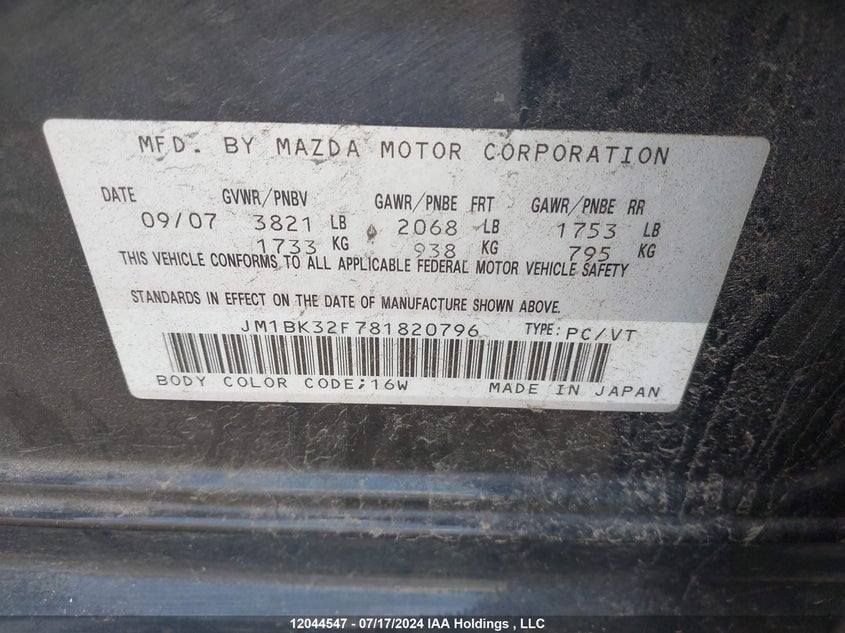 MFD. BY MAZDA MOTOR CORPORATION
DATE GVWR/PNBV GAWR/PNBE FRT GAWR/PNBE RR
09/07 3821 LB 2068 LB 1753 LB
1733 KG 938 KG 795 KG
THIS VEHICLE CONFORMS TO ALL APPLICABLE FEDERAL MOTOR VEHICLE SAFETY
STANDARDS IN EFFECT ON THE DATE OF MANUFACTURE SHOWN ABOVE.
JM1BK32F781820796 TYPE: PC/VT
BODY COLOR CODE;16W MADE IN JAPAN
12044547 - 07/17/2024 IAA Holdings , LLC